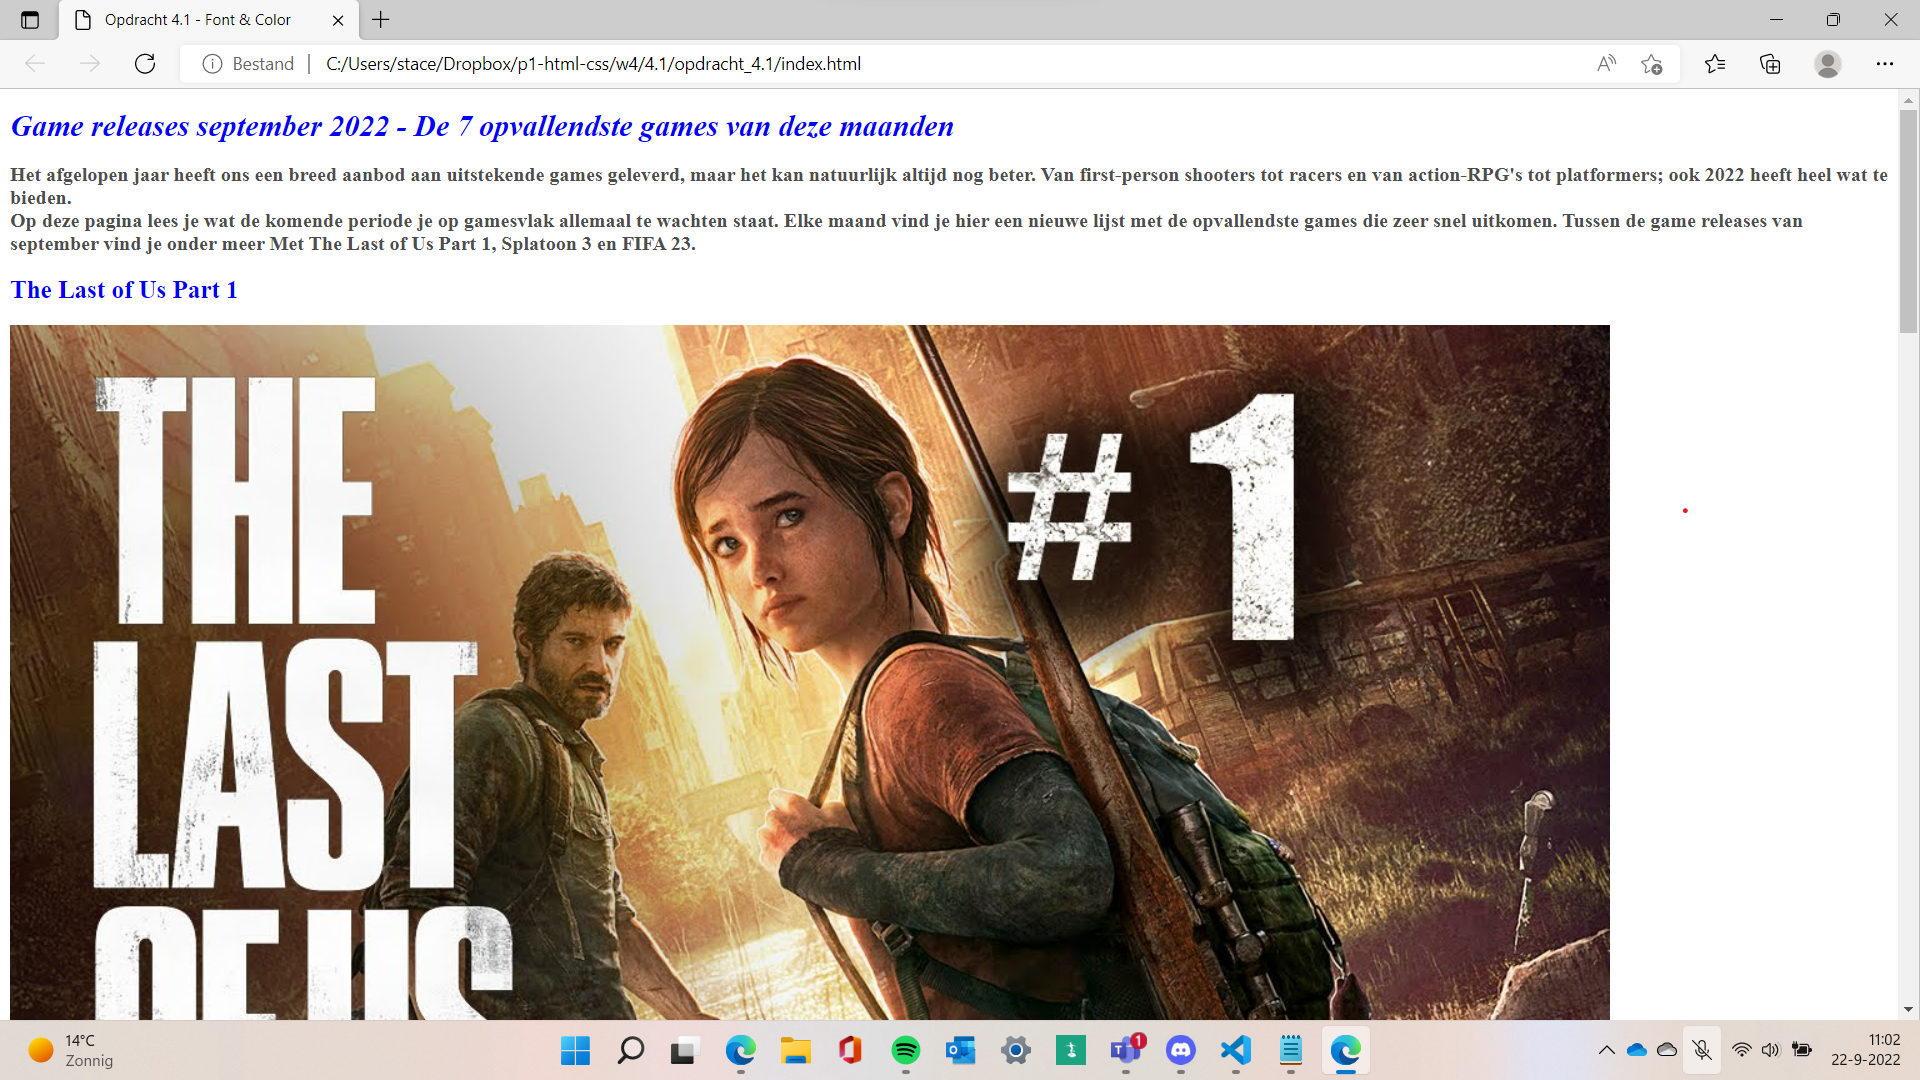 Opdracht 4.1 - Font & Color
Bestand
C:/Users/stace/Dropbox/p1-html-css/w4/4.1/opdracht_4.1/index.html
Game releases september 2022 - De 7 opvallendste games van deze maanden
Het afgelopen jaar heeft ons een breed aanbod aan uitstekende games geleverd, maar het kan natuurlijk altijd nog beter. Van first-person shooters tot racers en van action-RPG's tot platformers; ook 2022 heeft heel wat te
bieden.
Op deze pagina lees je wat de komende periode je op gamesvlak allemaal te wachten staat. Elke maand vind je hier een nieuwe lijst met de opvallendste games die zeer snel uitkomen. Tussen de game releases van
september vind je onder meer Met The Last of Us Part 1, Splatoon 3 en FIFA 23.
The Last of Us Part 1
THE
LAST
OF US
#1
14°C
Zonnig
1
11:02
22-9-2022